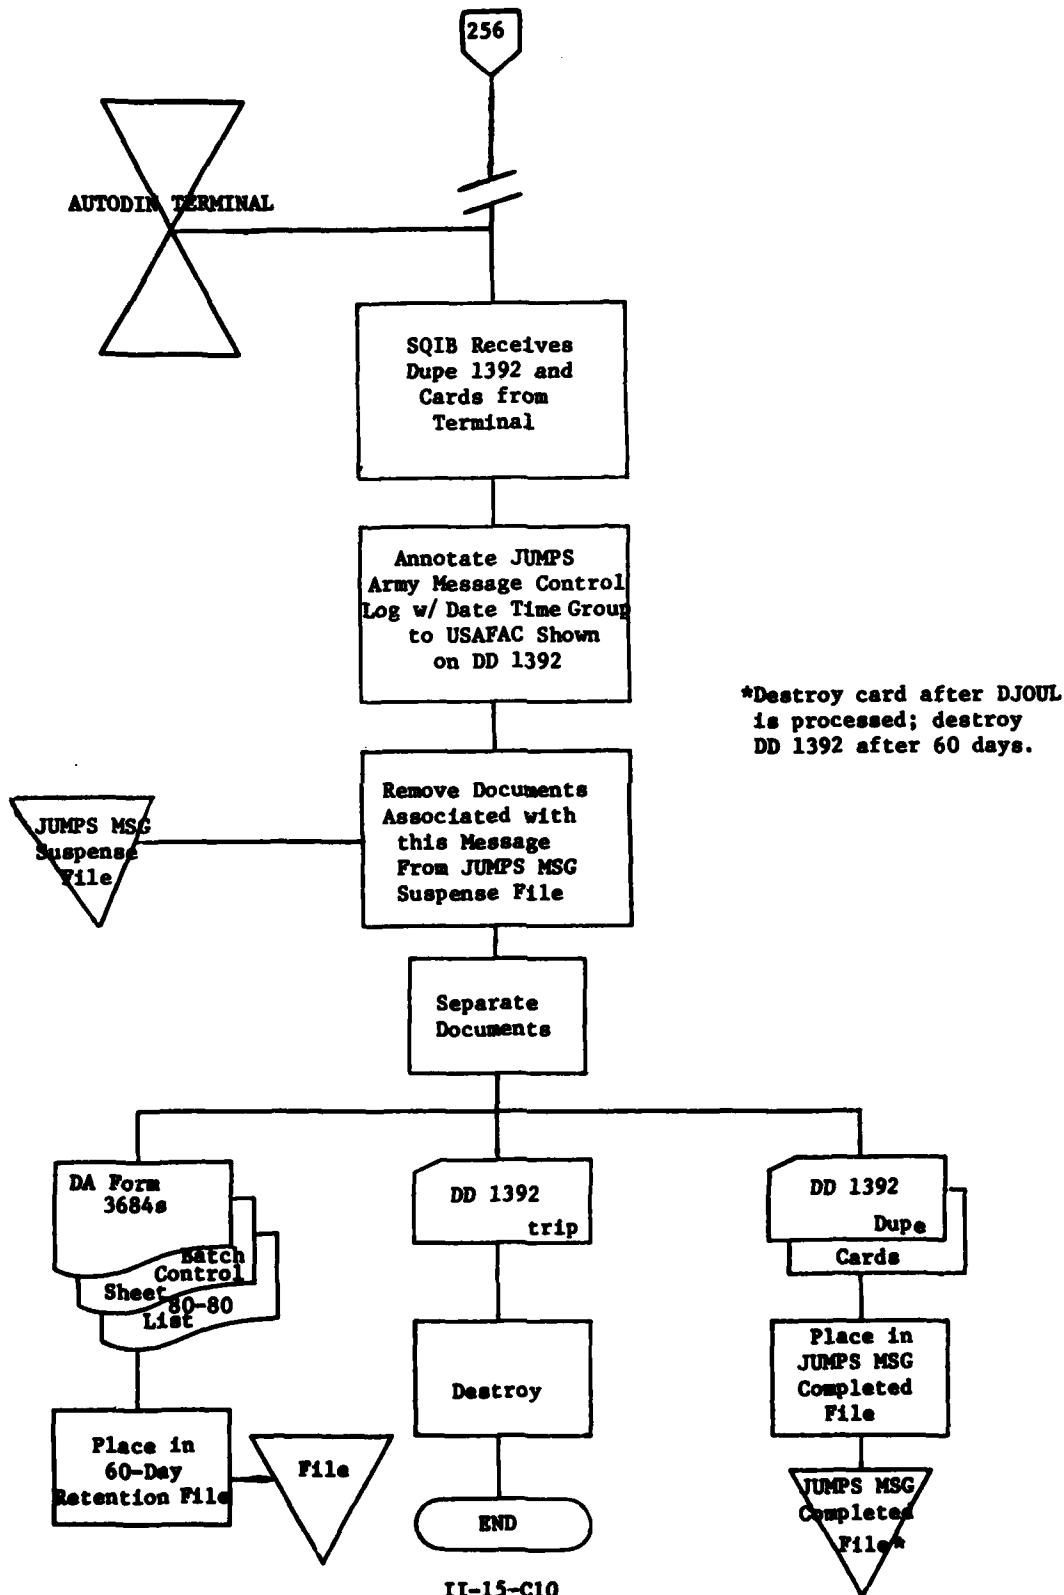 256
AUTODIN TERMINAL
SQIB Receives
Dupe 1392 and
Cards from
Terminal
Annotate JUMPS
Army Message Control
Log w/ Date Time Group
to USAFAC Shown
on DD 1392
*Destroy card after DJOUL
is processed; destroy
DD 1392 after 60 days.
Remove Documents
Associated with
this Message
From JUMPS MSG
Suspense File
JUMPS MSG
Suspense
File
Separate
Documents
DA Form
3684s
Batch
Control
Sheet
80-80
List
DD 1392
trip
DD 1392
Dupe
Cards
Place in
60-Day
Retention File
File
Destroy
END
Place in
JUMPS MSG
Completed
File
JUMPS MSG
Completed
File*
II-15-C10